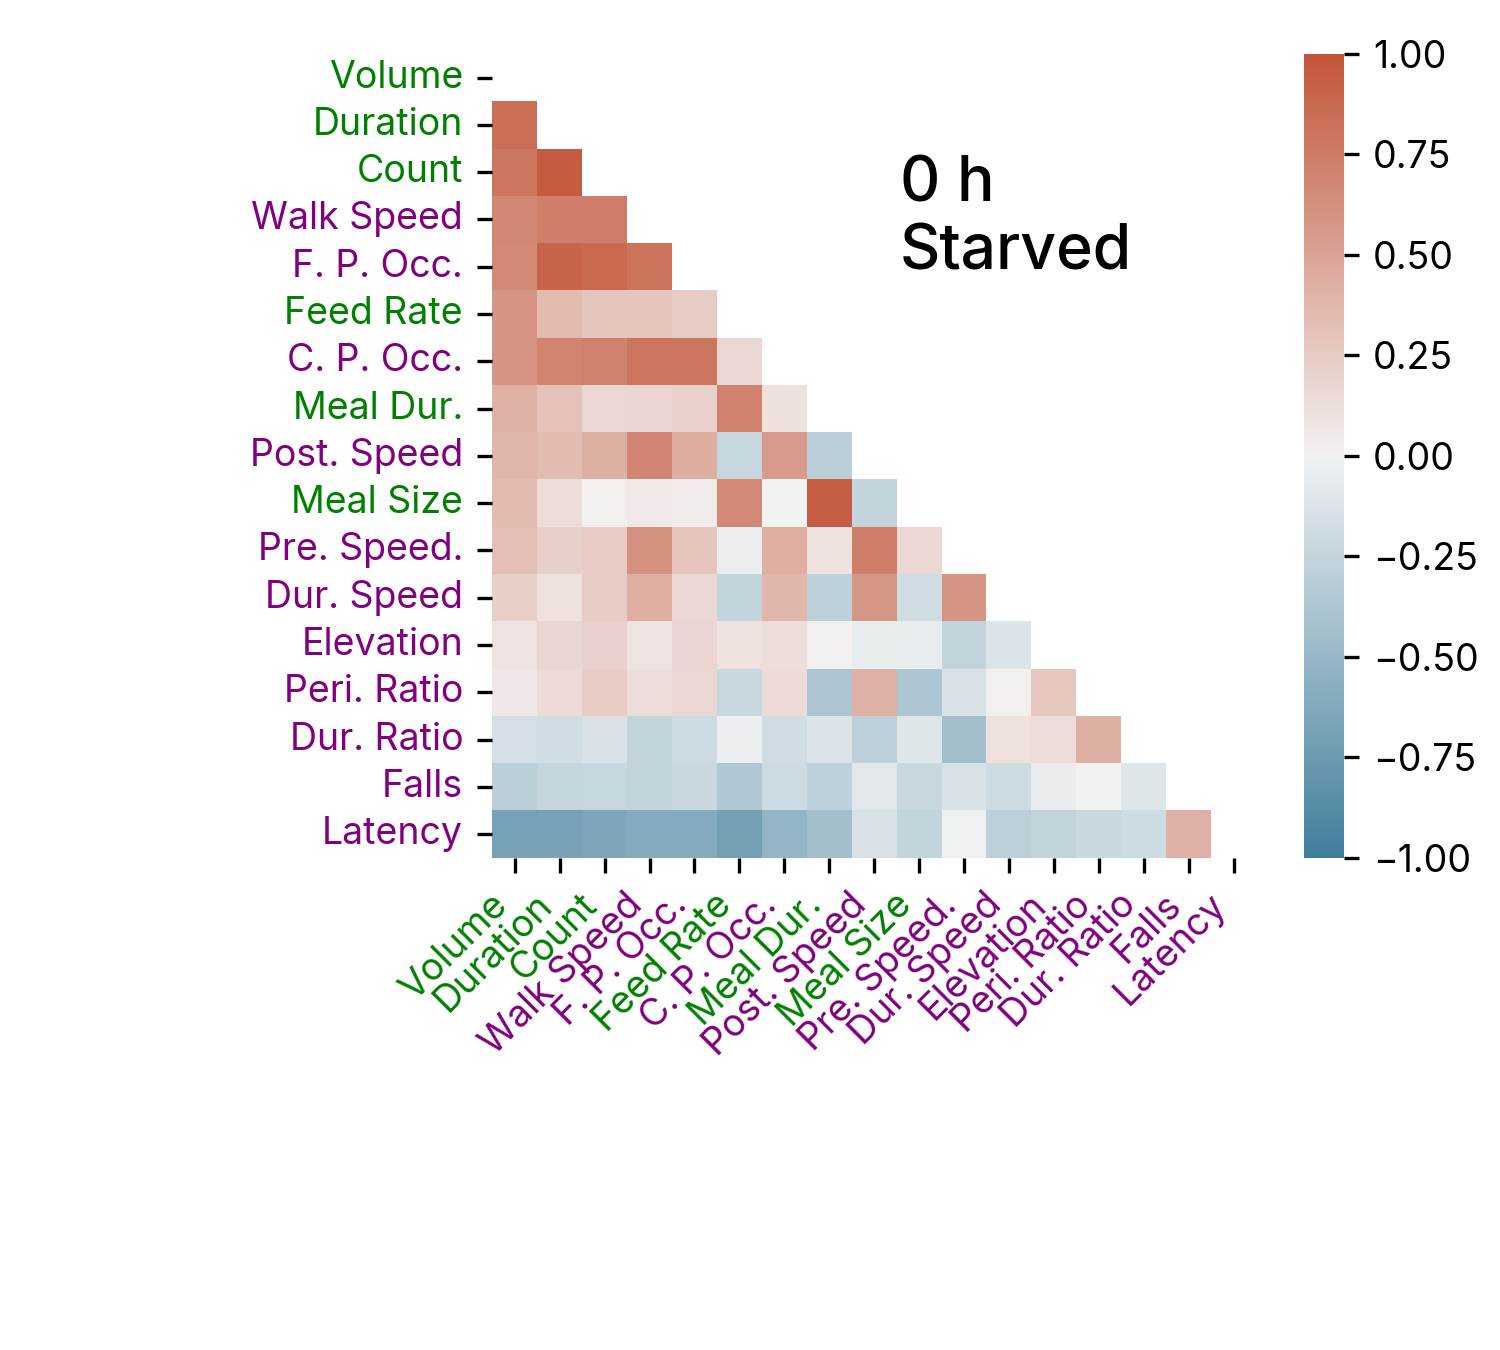 0 h
Starved
Volume
Duration
Count
Walk Speed
F. P. Occ.
Feed Rate
C. P. Occ.
Meal Dur.
Post. Speed
Meal Size
Pre. Speed.
Dur. Speed
Elevation
Peri. Ratio
Dur. Ratio
Falls
Latency
Volume
Duration
Count
Walk Speed
F. P. Occ.
Feed Rate
C. P. Occ.
Meal Dur.
Post. Speed
Meal Size
Pre. Speed.
Dur. Speed
Elevation
Peri. Ratio
Dur. Ratio
Falls
Latency
1.00
0.75
0.50
0.25
0.00
−0.25
−0.50
−0.75
−1.00